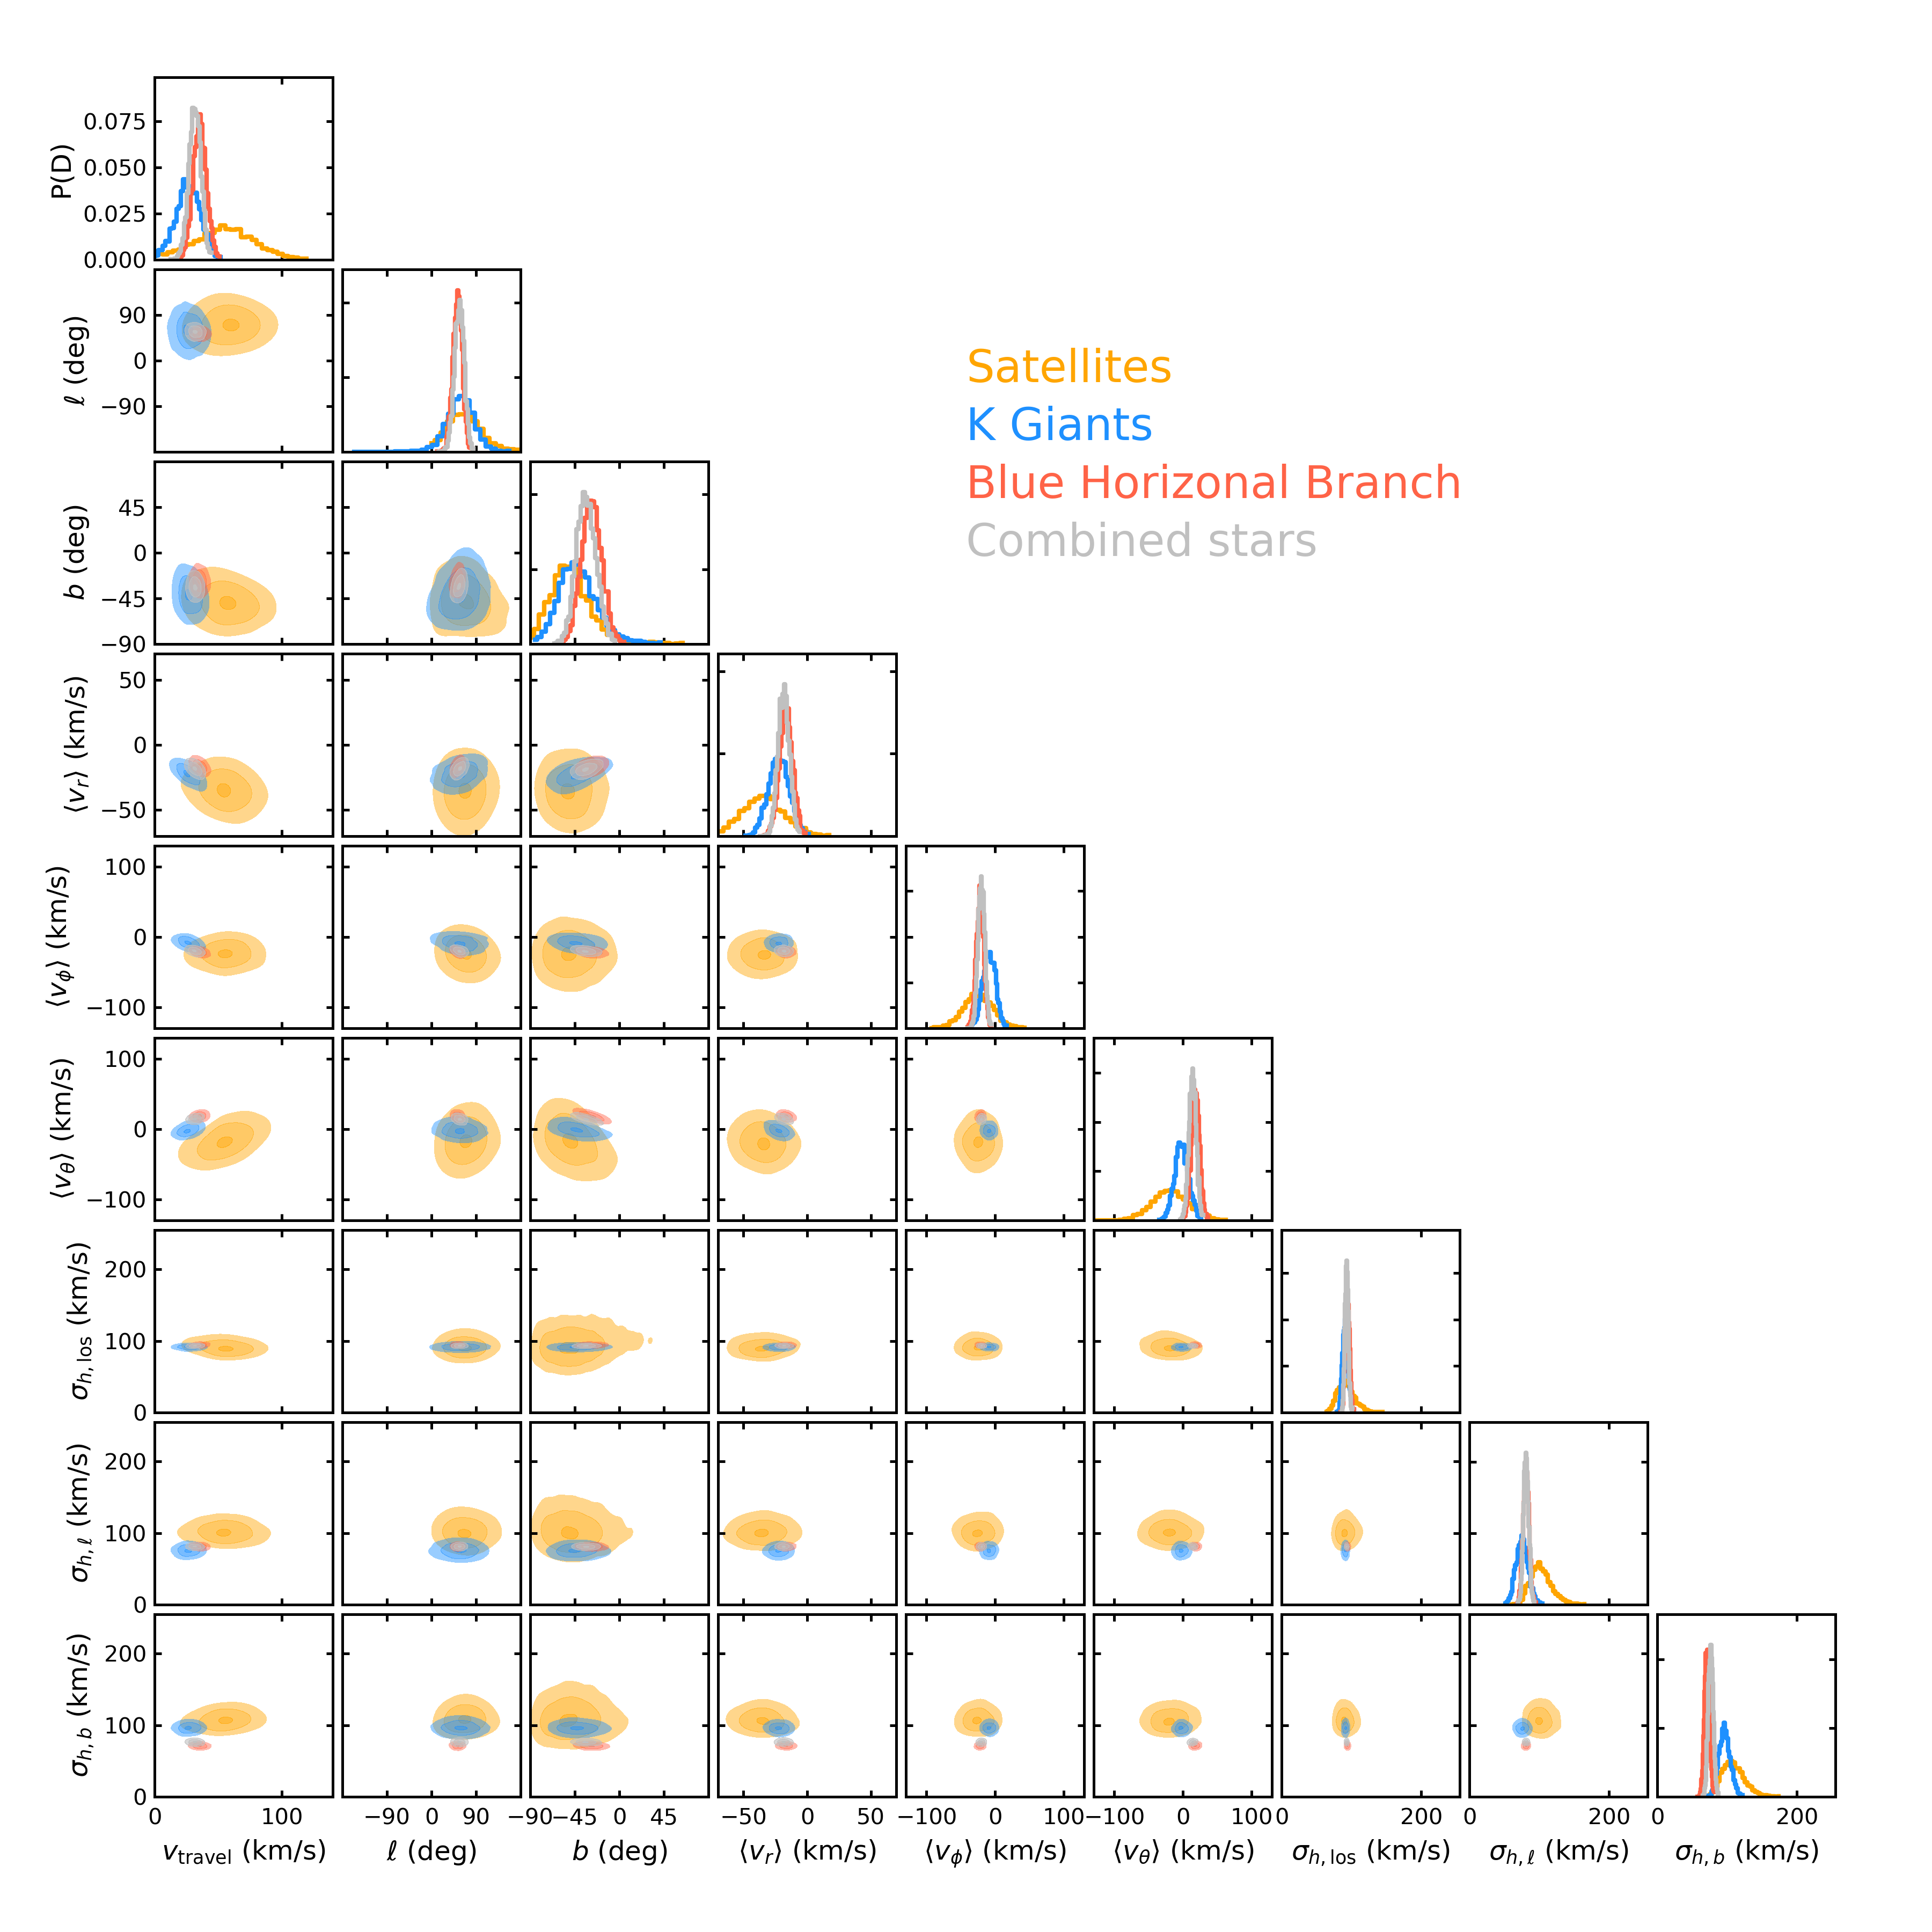 P(D)
0.075
0.050
0.025
0.000
ℓ (deg)
90
0
−90
Satellites
K Giants
Blue Horizonal Branch
Combined stars
b (deg)
45
0
−45
−90
⟨v_r⟩ (km/s)
50
0
−50
⟨v_ϕ⟩ (km/s)
100
0
−100
⟨v_θ⟩ (km/s)
100
0
−100
σ_h,los (km/s)
200
100
0
σ_h,ℓ (km/s)
200
100
0
σ_h,b (km/s)
200
100
0
0 100 −90 0 90 −90 −45 0 45 −50 0 50 −100 0 100 −100 0 100 0 200 0 200 0 200
v_travel (km/s) ℓ (deg) b (deg) ⟨v_r⟩ (km/s) ⟨v_ϕ⟩ (km/s) ⟨v_θ⟩ (km/s) σ_h,los (km/s) σ_h,ℓ (km/s) σ_h,b (km/s)